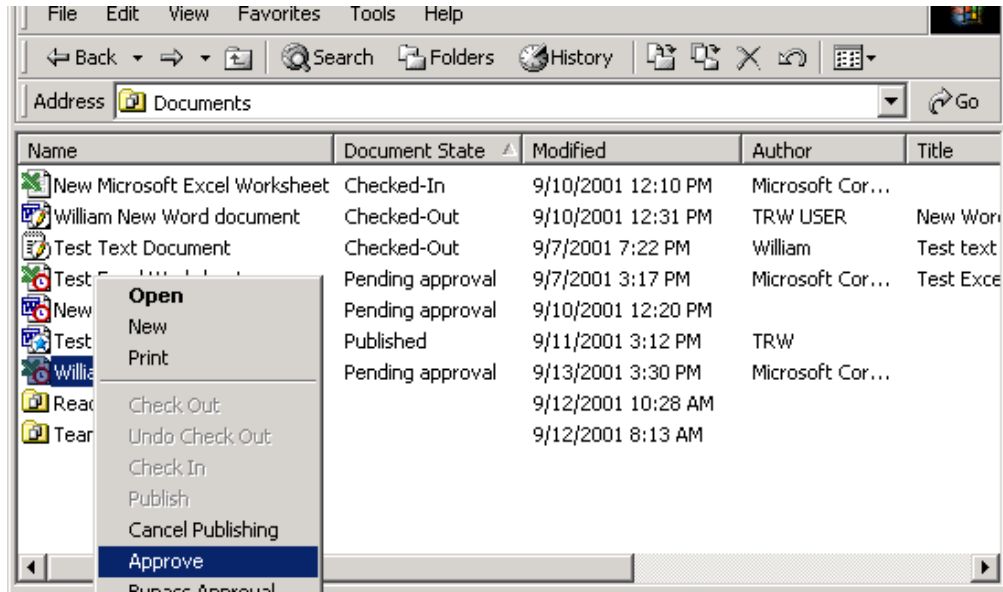 File Edit View Favorites Tools Help
Back Search Folders History
Address Documents Go
Name Document State Modified Author Title
New Microsoft Excel Worksheet Checked-In 9/10/2001 12:10 PM Microsoft Cor...
William New Word document Checked-Out 9/10/2001 12:31 PM TRW USER New Wor
Test Text Document Checked-Out 9/7/2001 7:22 PM William Test text
Test Pending approval 9/7/2001 3:17 PM Microsoft Cor... Test Exce
New Pending approval 9/10/2001 12:20 PM
Test Published 9/11/2001 3:12 PM TRW
Willia Pending approval 9/13/2001 3:30 PM Microsoft Cor...
Read 9/12/2001 10:28 AM
Team 9/12/2001 8:13 AM
Open
New
Print
Check Out
Undo Check Out
Check In
Publish
Cancel Publishing
Approve
Bypass Approval